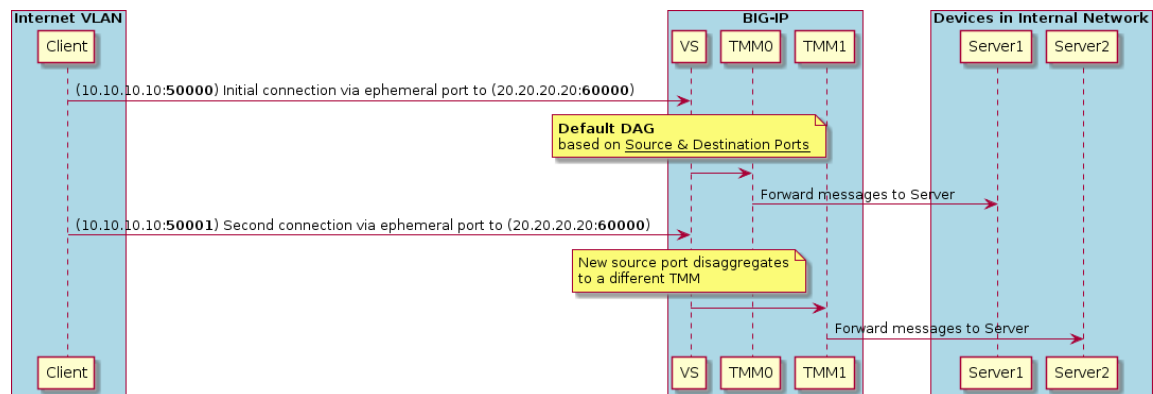 Internet VLAN
BIG-IP
Devices in Internal Network
Client
VS
TMM0
TMM1
Server1
Server2
(10.10.10.10:50000) Initial connection via ephemeral port to (20.20.20.20:60000)
Default DAG
based on Source & Destination Ports
Forward messages to Server
(10.10.10.10:50001) Second connection via ephemeral port to (20.20.20.20:60000)
New source port disaggregates
to a different TMM
Forward messages to Server
Client
VS
TMM0
TMM1
Server1
Server2